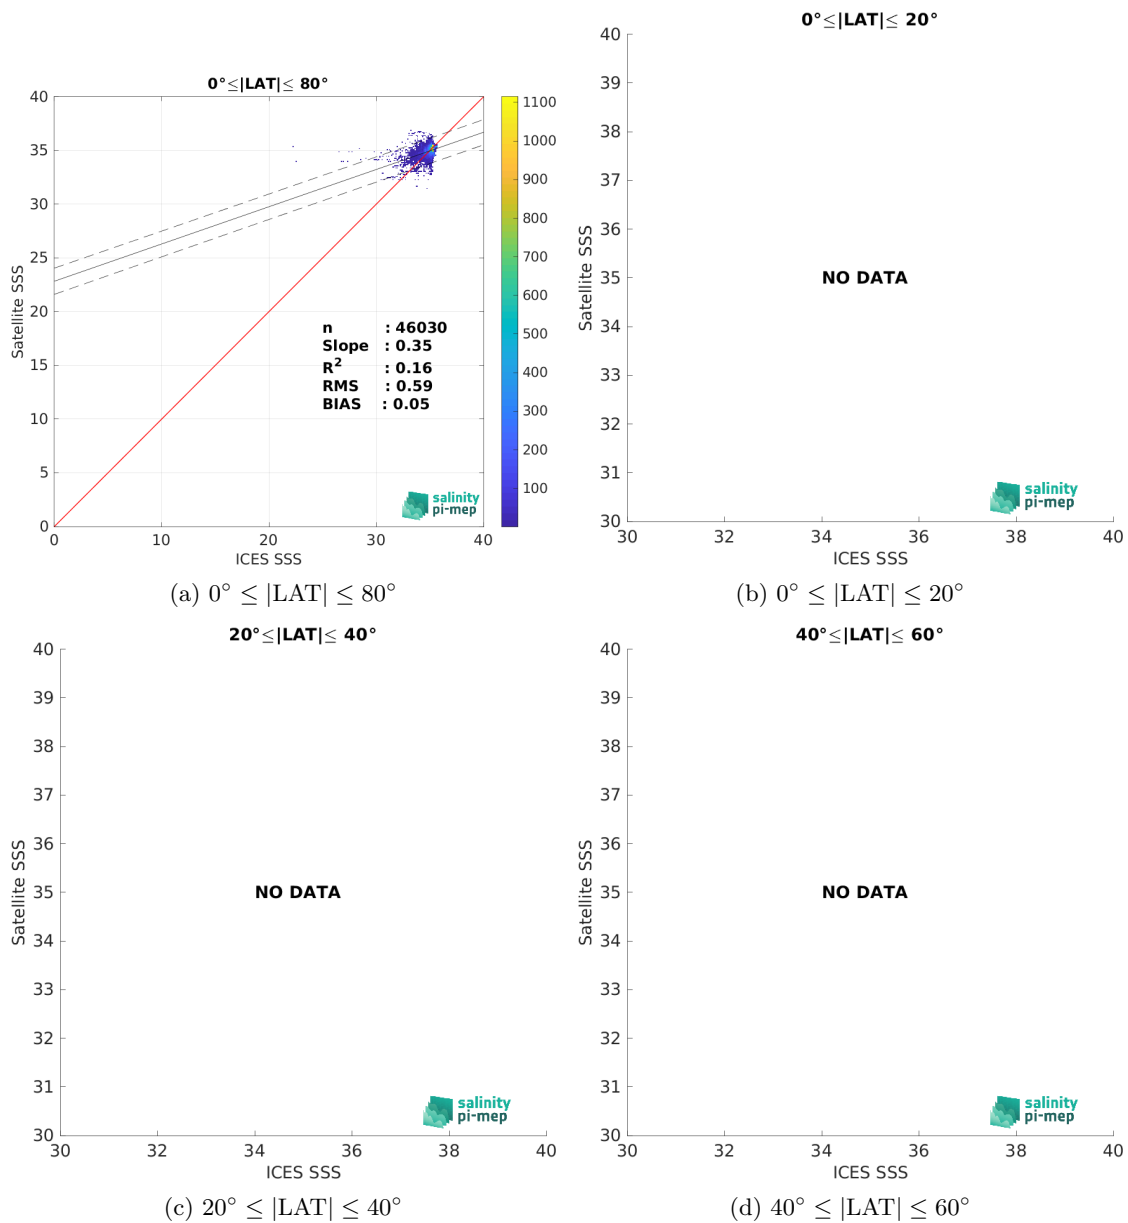 0°≤|LAT|≤ 80°
40
35
30
25
20
15
10
5
0
0
10
20
30
40
Satellite SSS
ICES SSS
n : 46030
Slope : 0.35
R² : 0.16
RMS : 0.59
BIAS : 0.05
salinity
pi-mep
1100
1000
900
800
700
600
500
400
300
200
100
(a) 0° ≤ |LAT| ≤ 80°
0°≤|LAT|≤ 20°
40
39
38
37
36
35
34
33
32
31
30
30
32
34
36
38
40
Satellite SSS
ICES SSS
NO DATA
salinity
pi-mep
(b) 0° ≤ |LAT| ≤ 20°
20°≤|LAT|≤ 40°
40
39
38
37
36
35
34
33
32
31
30
30
32
34
36
38
40
Satellite SSS
ICES SSS
NO DATA
salinity
pi-mep
(c) 20° ≤ |LAT| ≤ 40°
40°≤|LAT|≤ 60°
40
39
38
37
36
35
34
33
32
31
30
30
32
34
36
38
40
Satellite SSS
ICES SSS
NO DATA
salinity
pi-mep
(d) 40° ≤ |LAT| ≤ 60°